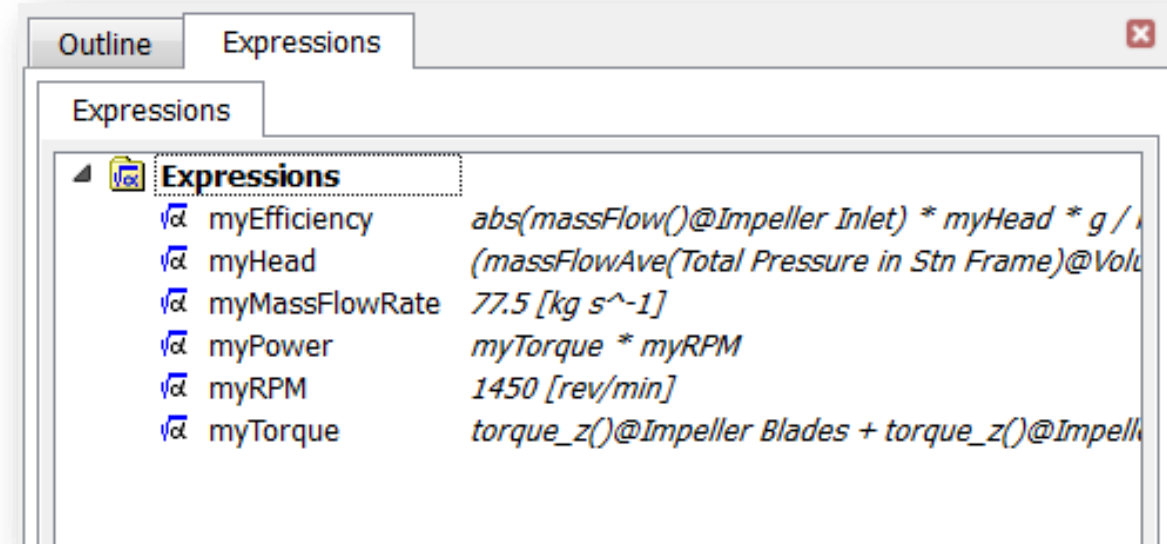 Outline Expressions
Expressions
Expressions
myEfficiency abs(massFlow()@Impeller Inlet) * myHead * g /
myHead (massFlowAve(Total Pressure in Stn Frame)@Volu
myMassFlowRate 77.5 [kg s^-1]
myPower myTorque * myRPM
myRPM 1450 [rev/min]
myTorque torque_z()@Impeller Blades + torque_z()@Impelle